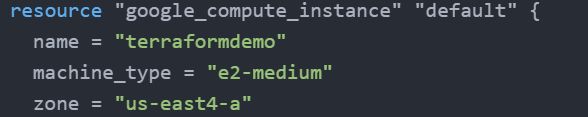 resource "google_compute_instance" "default" {
name = "terraformdemo"
machine_type = "e2-medium"
zone = "us-east4-a"